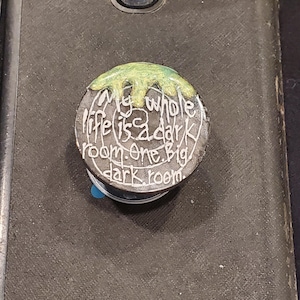 My whole
life is a dark
room. One. Big
dark room.